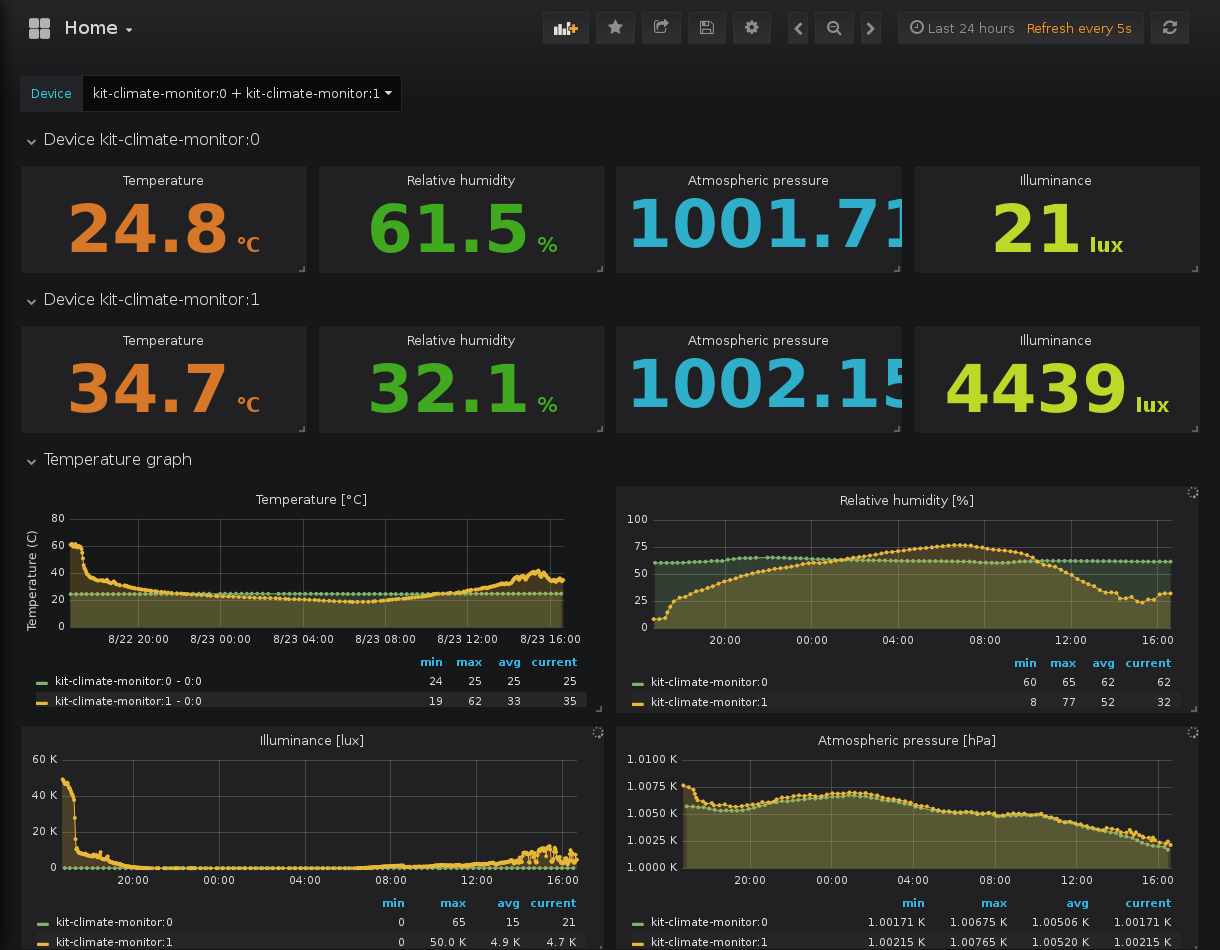 Home
Last 24 hours Refresh every 5s
Device kit-climate-monitor:0 + kit-climate-monitor:1
Device kit-climate-monitor:0
Temperature Relative humidity Atmospheric pressure Illuminance
24.8 °C 61.5 % 1001.71 21 lux
Device kit-climate-monitor:1
Temperature Relative humidity Atmospheric pressure Illuminance
34.7 °C 32.1 % 1002.15 4439 lux
Temperature graph
Temperature [°C]
Temperature (C)
80
60
40
20
0
8/22 20:00 8/23 00:00 8/23 04:00 8/23 08:00 8/23 12:00 8/23 16:00
min max avg current
kit-climate-monitor:0 - 0:0 24 25 25 25
kit-climate-monitor:1 - 0:0 19 62 33 35
Relative humidity [%]
100
75
50
25
0
20:00 00:00 04:00 08:00 12:00 16:00
min max avg current
kit-climate-monitor:0 60 65 62 62
kit-climate-monitor:1 8 77 52 32
Illuminance [lux]
60 K
40 K
20 K
0
20:00 00:00 04:00 08:00 12:00 16:00
min max avg current
kit-climate-monitor:0 0 65 15 21
kit-climate-monitor:1 0 50.0 K 4.9 K 4.7 K
Atmospheric pressure [hPa]
1.0100 K
1.0075 K
1.0050 K
1.0025 K
1.0000 K
20:00 00:00 04:00 08:00 12:00 16:00
min max avg current
kit-climate-monitor:0 1.00171 K 1.00675 K 1.00506 K 1.00171 K
kit-climate-monitor:1 1.00215 K 1.00765 K 1.00520 K 1.00215 K